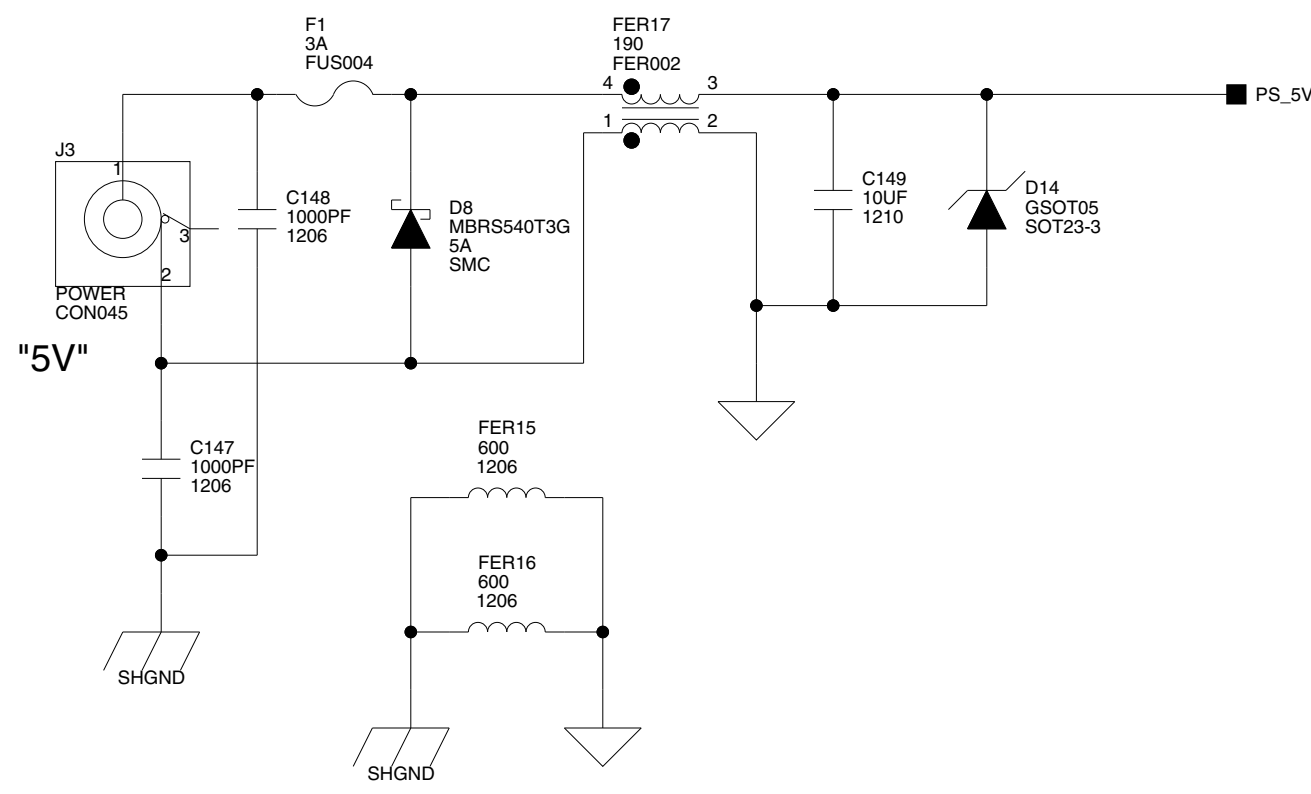 F1
3A
FUS004
FER17
190
FER002
4
3
PS_5V
1
2
J3
1
3
2
POWER
CON045
"5V"
C148
1000PF
1206
D8
MBRS540T3G
5A
SMC
C149
10UF
1210
D14
GSOT05
SOT23-3
C147
1000PF
1206
SHGND
FER15
600
1206
FER16
600
1206
SHGND